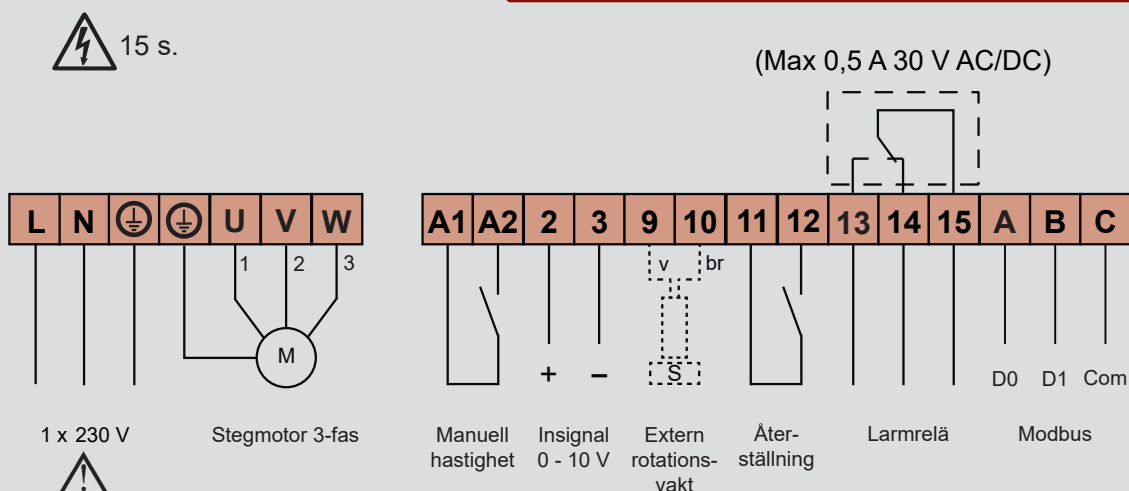 15 s.
(Max 0,5 A 30 V AC/DC)
L N U V W
A1 A2 2 3 9 10 11 12 13 14 15 A B C
1 2 3
v br
M
+ – S
D0 D1 Com
1 x 230 V
Stegmotor 3-fas
Manuell
hastighet
Insignal
0 - 10 V
Extern
rotations-
vakt
Åter-
ställning
Larmrelä
Modbus